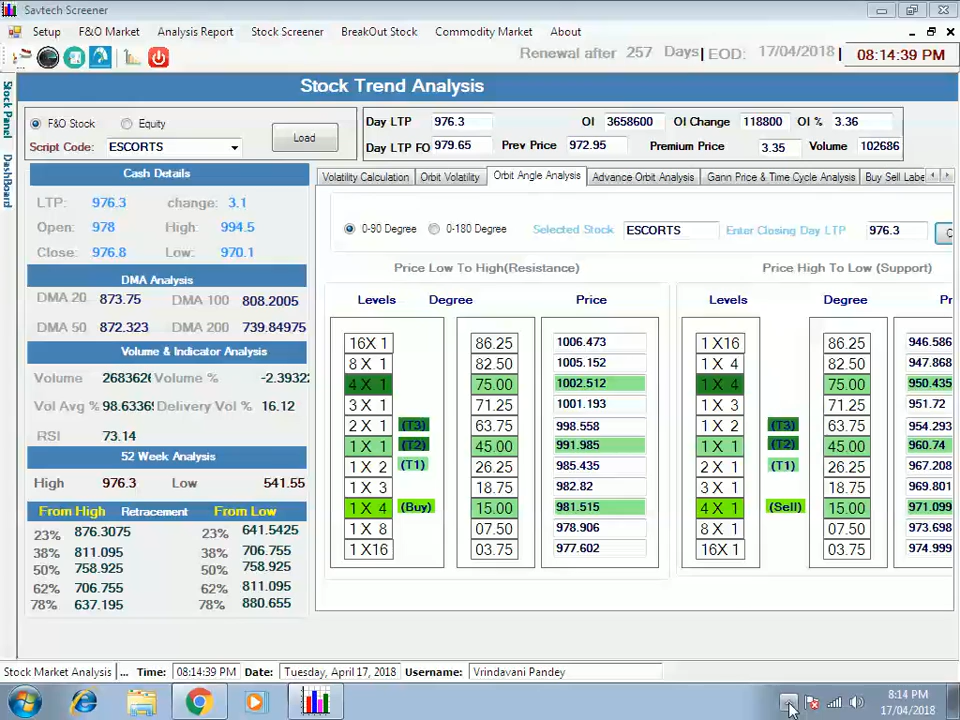 Savtech Screener
Setup F&O Market Analysis Report Stock Screener BreakOut Stock Commodity Market About
Renewal after 257 Days| EOD: 17/04/2018 | 08:14:39 PM
Stock Trend Analysis
Stock Panel
DashBoard
F&O Stock Equity
Script Code: ESCORTS
Load
Day LTP 976.3 OI 3658600 OI Change 118800 OI % 3.36
Day LTP FO 979.65 Prev Price 972.95 Premium Price 3.35 Volume 102686
Cash Details
LTP: 976.3 change: 3.1
Open: 978 High: 994.5
Close: 976.8 Low: 970.1
DMA Analysis
DMA 20 873.75 DMA 100 808.2005
DMA 50 872.323 DMA 200 739.84975
Volume & Indicator Analysis
Volume 2683626 Volume % -2.39322
Vol Avg % 98.6336 Delivery Vol % 16.12
RSI 73.14
52 Week Analysis
High 976.3 Low 541.55
From High Retracement From Low
23% 876.3075 23% 641.5425
38% 811.095 38% 706.755
50% 758.925 50% 758.925
62% 706.755 62% 811.095
78% 637.195 78% 880.655
Volatility Calculation Orbit Volatility Orbit Angle Analysis Advance Orbit Analysis Gann Price & Time Cycle Analysis Buy Sell Labe
0-90 Degree 0-180 Degree Selected Stock ESCORTS Enter Closing Day LTP 976.3
Price Low To High(Resistance) Price High To Low (Support)
Levels Degree Price Levels Degree Pr
16X 1 86.25 1006.473 1 X16 86.25 946.586
8 X 1 82.50 1005.152 1 X 4 82.50 947.868
4 X 1 75.00 1002.512 1 X 4 75.00 950.435
3 X 1 71.25 1001.193 1 X 3 71.25 951.72
2 X 1 (T3) 63.75 998.558 1 X 2 (T3) 63.75 954.293
1 X 1 (T2) 45.00 991.985 1 X 1 (T2) 45.00 960.74
1 X 2 (T1) 26.25 985.435 2 X 1 (T1) 26.25 967.208
1 X 3 18.75 982.82 3 X 1 18.75 969.801
1 X 4 (Buy) 15.00 981.515 4 X 1 (Sell) 15.00 971.099
1 X 8 07.50 978.906 8 X 1 07.50 973.698
1 X16 03.75 977.602 16X 1 03.75 974.999
Stock Market Analysis ... Time: 08:14:39 PM Date: Tuesday, April 17, 2018 Username: Vrindavani Pandey
8:14 PM
17/04/2018